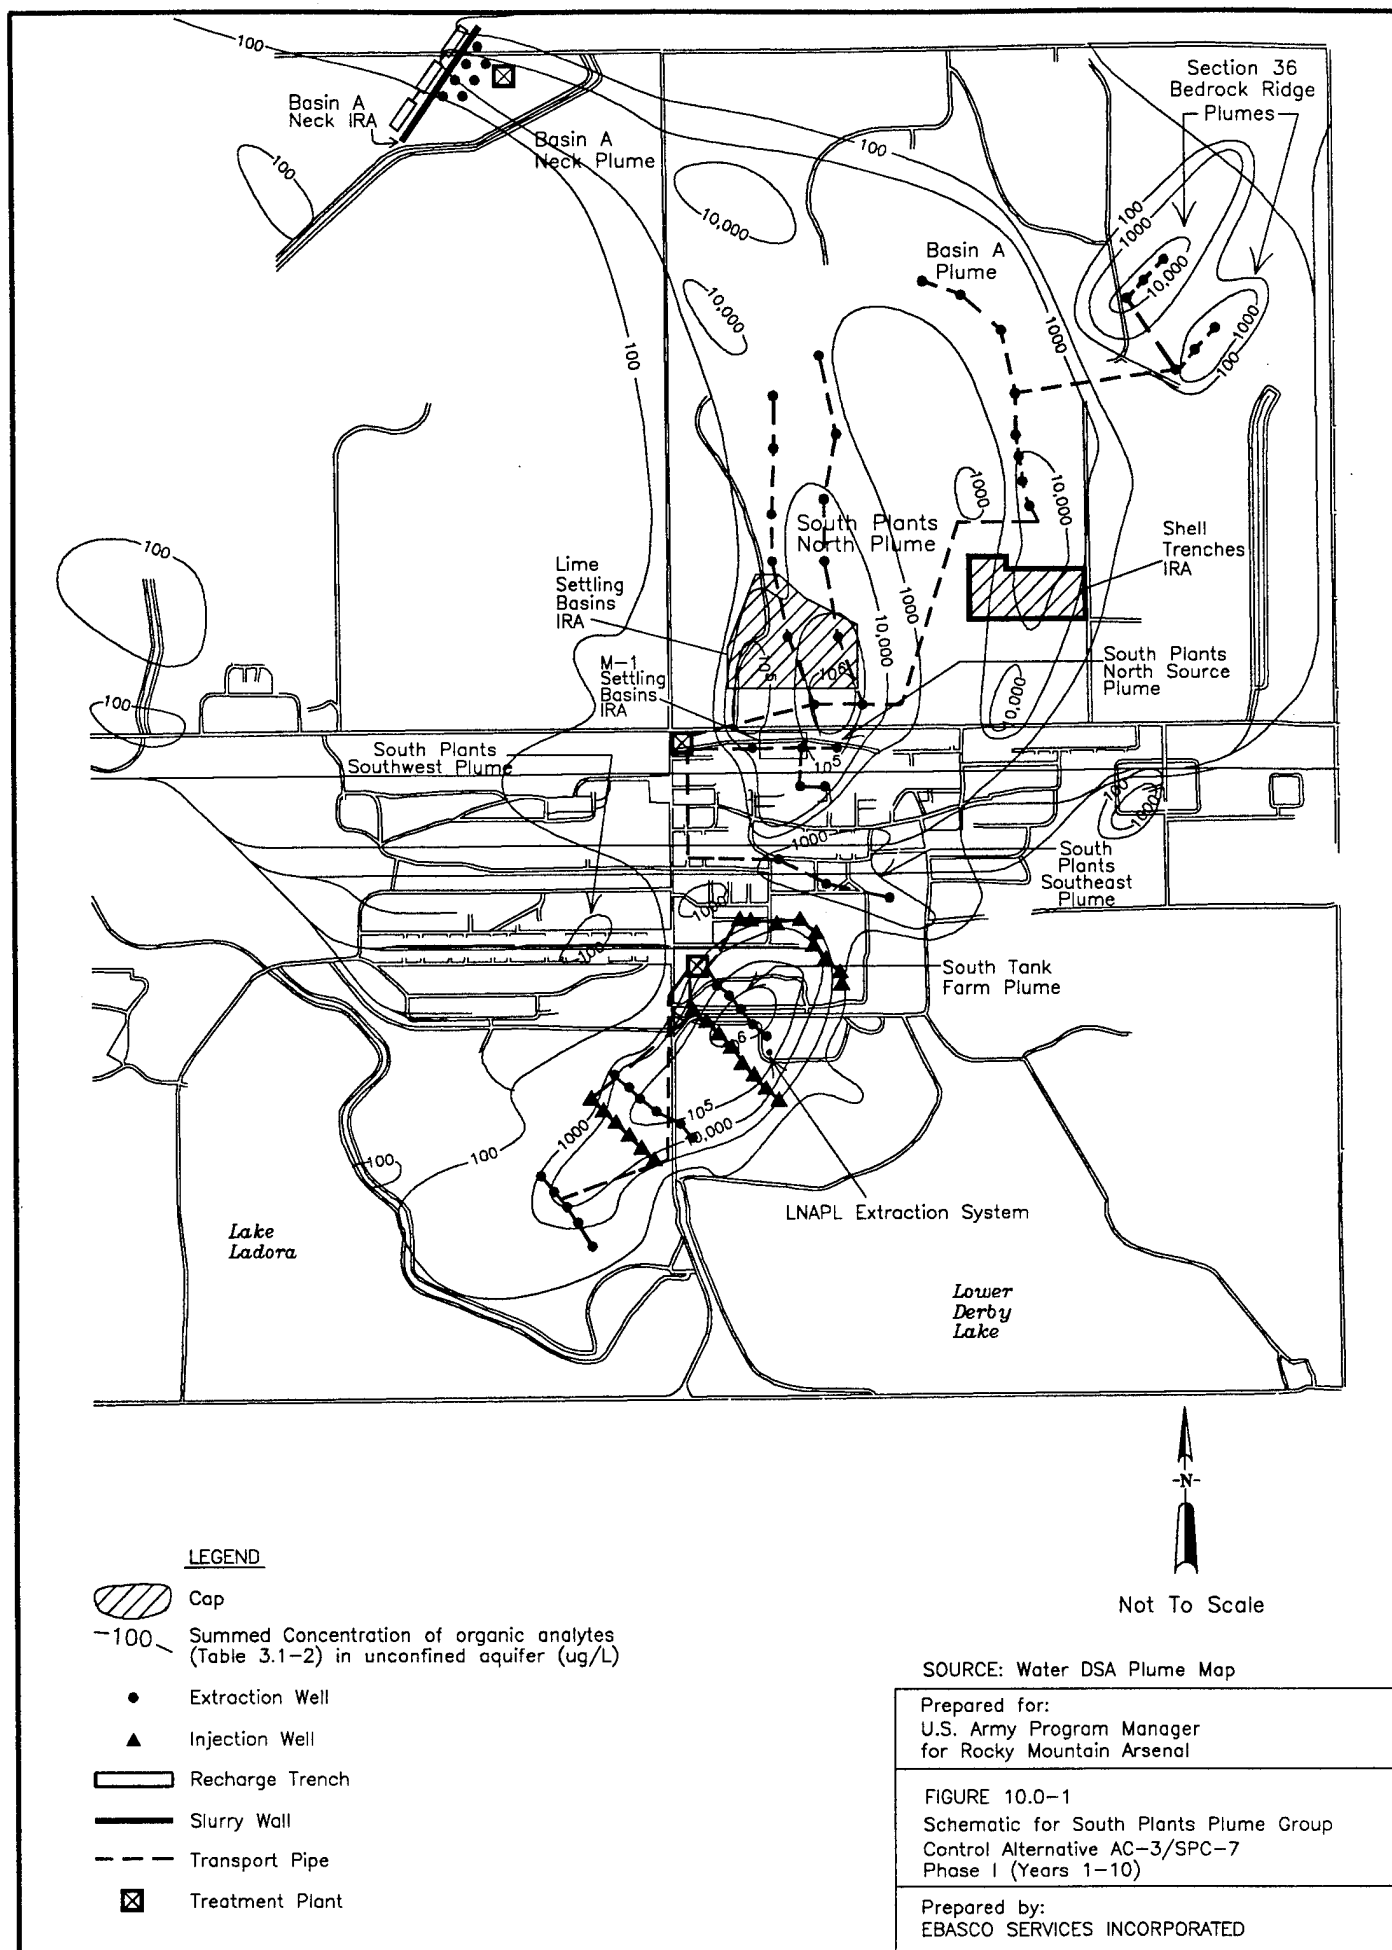 100
Basin A
Neck IRA
Basin A
Neck Plume
100
100
10,000
10,000
100
Section 36
Bedrock Ridge
Plumes
100
1000
10,000
1000
100
Basin A
Plume
1000
1000
10,000
South Plants
North Plume
Shell
Trenches
IRA
Lime
Settling
Basins
IRA
1000
10,000
100
100
M-1
Settling
Basins
IRA
10⁵
10⁶
10,000
South Plants
North Source
Plume
South Plants
Southwest Plume
10⁵
100
1000
1000
South
Plants
Southeast
Plume
1000
100
South Tank
Farm Plume
10⁵
10,000
1000
100
100
LNAPL Extraction System
Lake
Ladora
Lower
Derby
Lake
-N-
Not To Scale
LEGEND
Cap
100
Summed Concentration of organic analytes
(Table 3.1-2) in unconfined aquifer (ug/L)
Extraction Well
Injection Well
Recharge Trench
Slurry Wall
Transport Pipe
Treatment Plant
SOURCE: Water DSA Plume Map
Prepared for:
U.S. Army Program Manager
for Rocky Mountain Arsenal
FIGURE 10.0-1
Schematic for South Plants Plume Group
Control Alternative AC-3/SPC-7
Phase I (Years 1-10)
Prepared by:
EBASCO SERVICES INCORPORATED